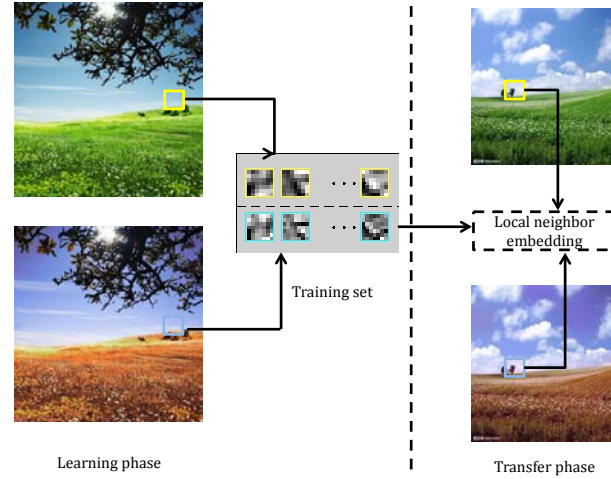 Local neighbor
embedding
Training set
Learning phase
Transfer phase